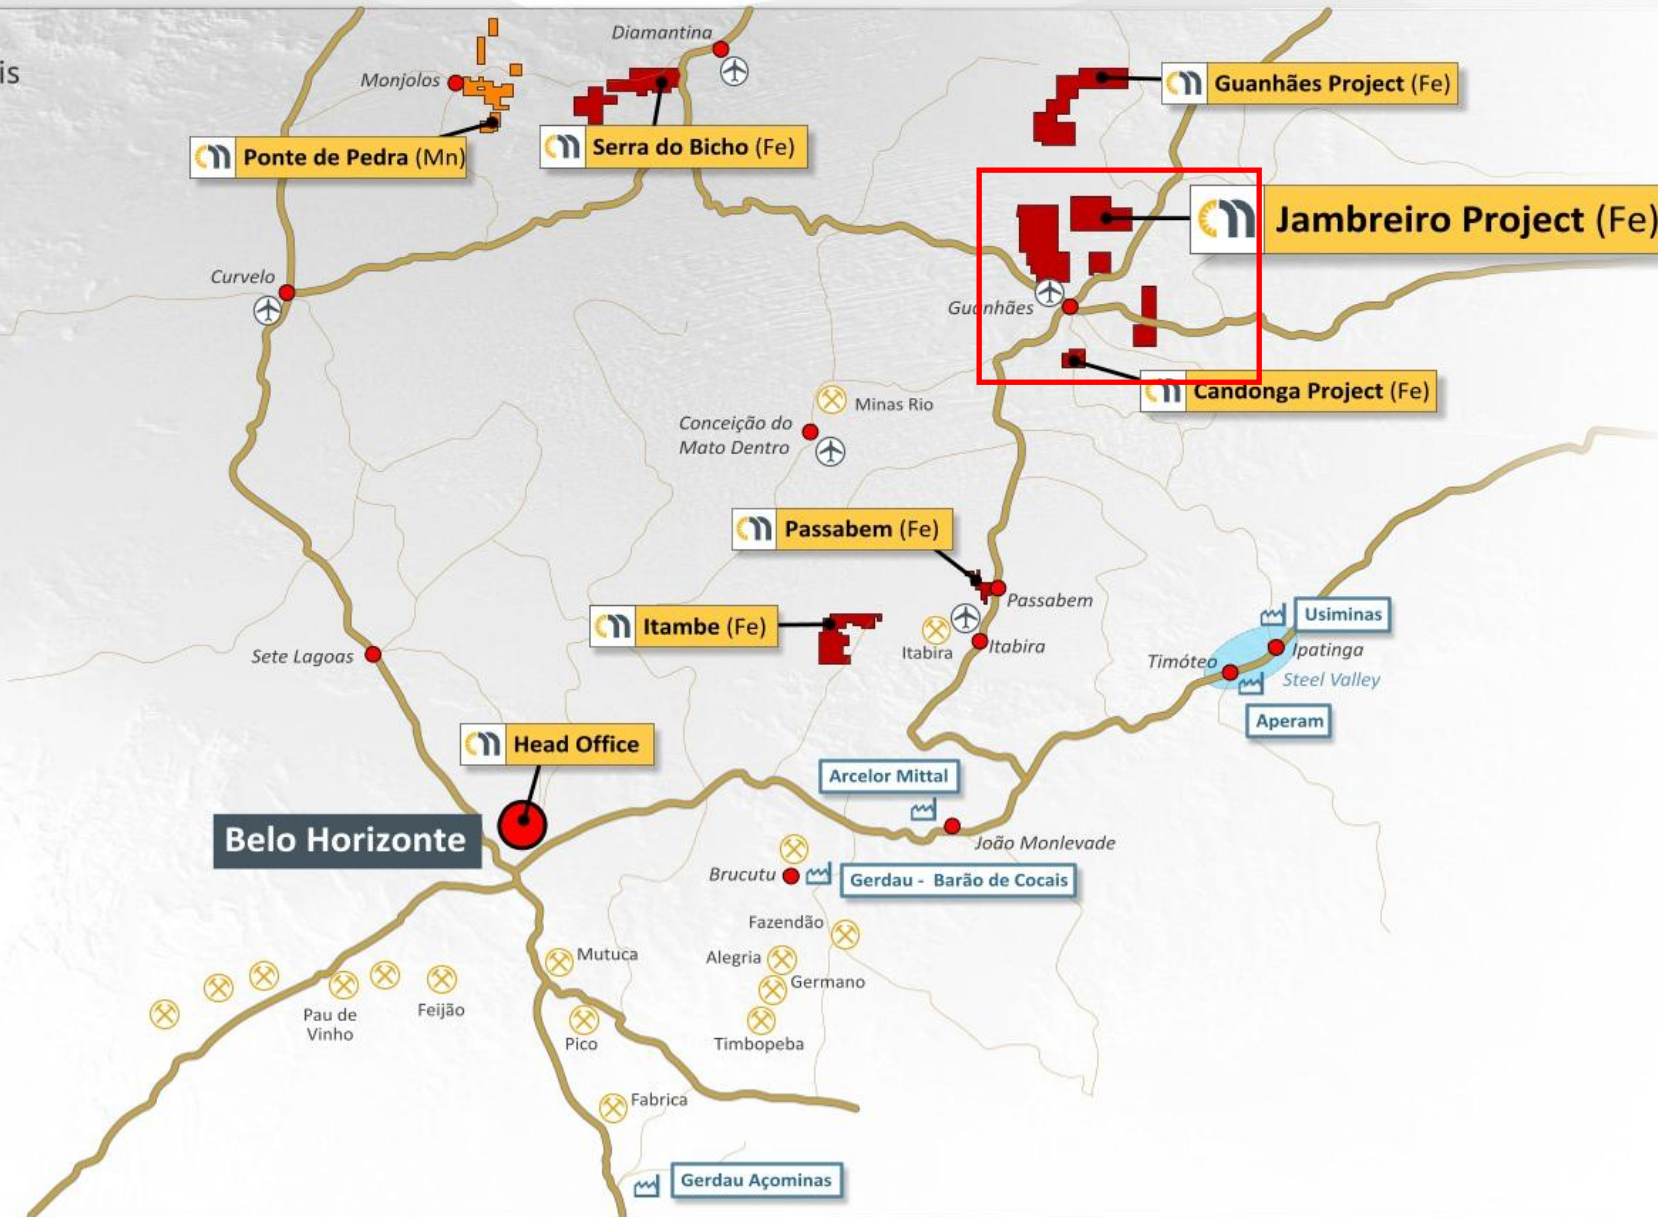 is
Diamantina
Monjolos
Guanhães Project (Fe)
Ponte de Pedra (Mn)
Serra do Bicho (Fe)
Jambreiro Project (Fe)
Curvelo
Guanhães
Candonga Project (Fe)
Minas Rio
Conceição do
Mato Dentro
Passabem (Fe)
Passabem
Itambe (Fe)
Itabira
Itabira
Usiminas
Ipatinga
Timóteo
Steel Valley
Sete Lagoas
Aperam
Head Office
Arcelor Mittal
Belo Horizonte
João Monlevade
Brucutu
Gerdau - Barão de Cocais
Fazendão
Mutuca
Alegria
Germano
Pau de
Vinho
Feijão
Pico
Timbopeba
Fabrica
Gerdau Açominas